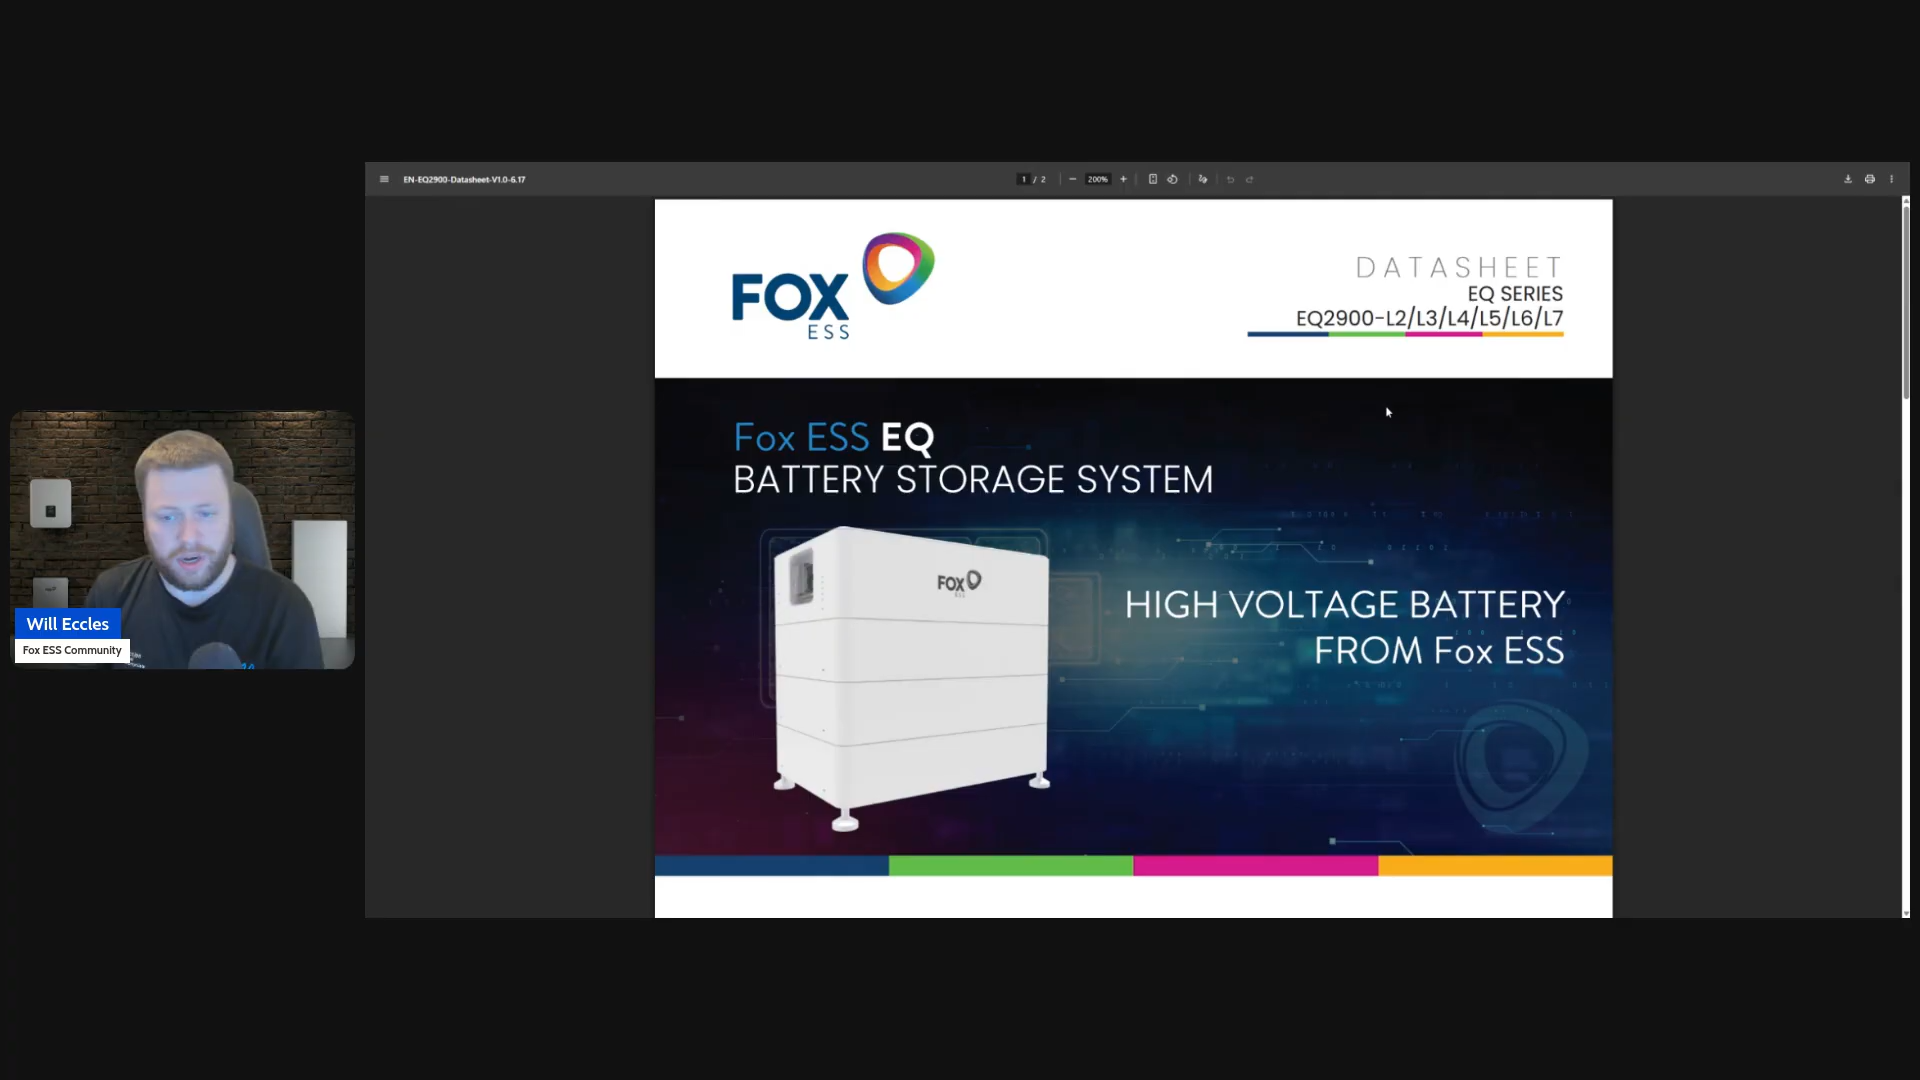 EN-EQ2900-Datasheet-V1.0-6.17
1 / 2
200%
FOX
ESS
DATASHEET
EQ SERIES
EQ2900-L2/L3/L4/L5/L6/L7
Fox ESS EQ
BATTERY STORAGE SYSTEM
FOX
ESS
HIGH VOLTAGE BATTERY
FROM Fox ESS
Will Eccles
Fox ESS Community